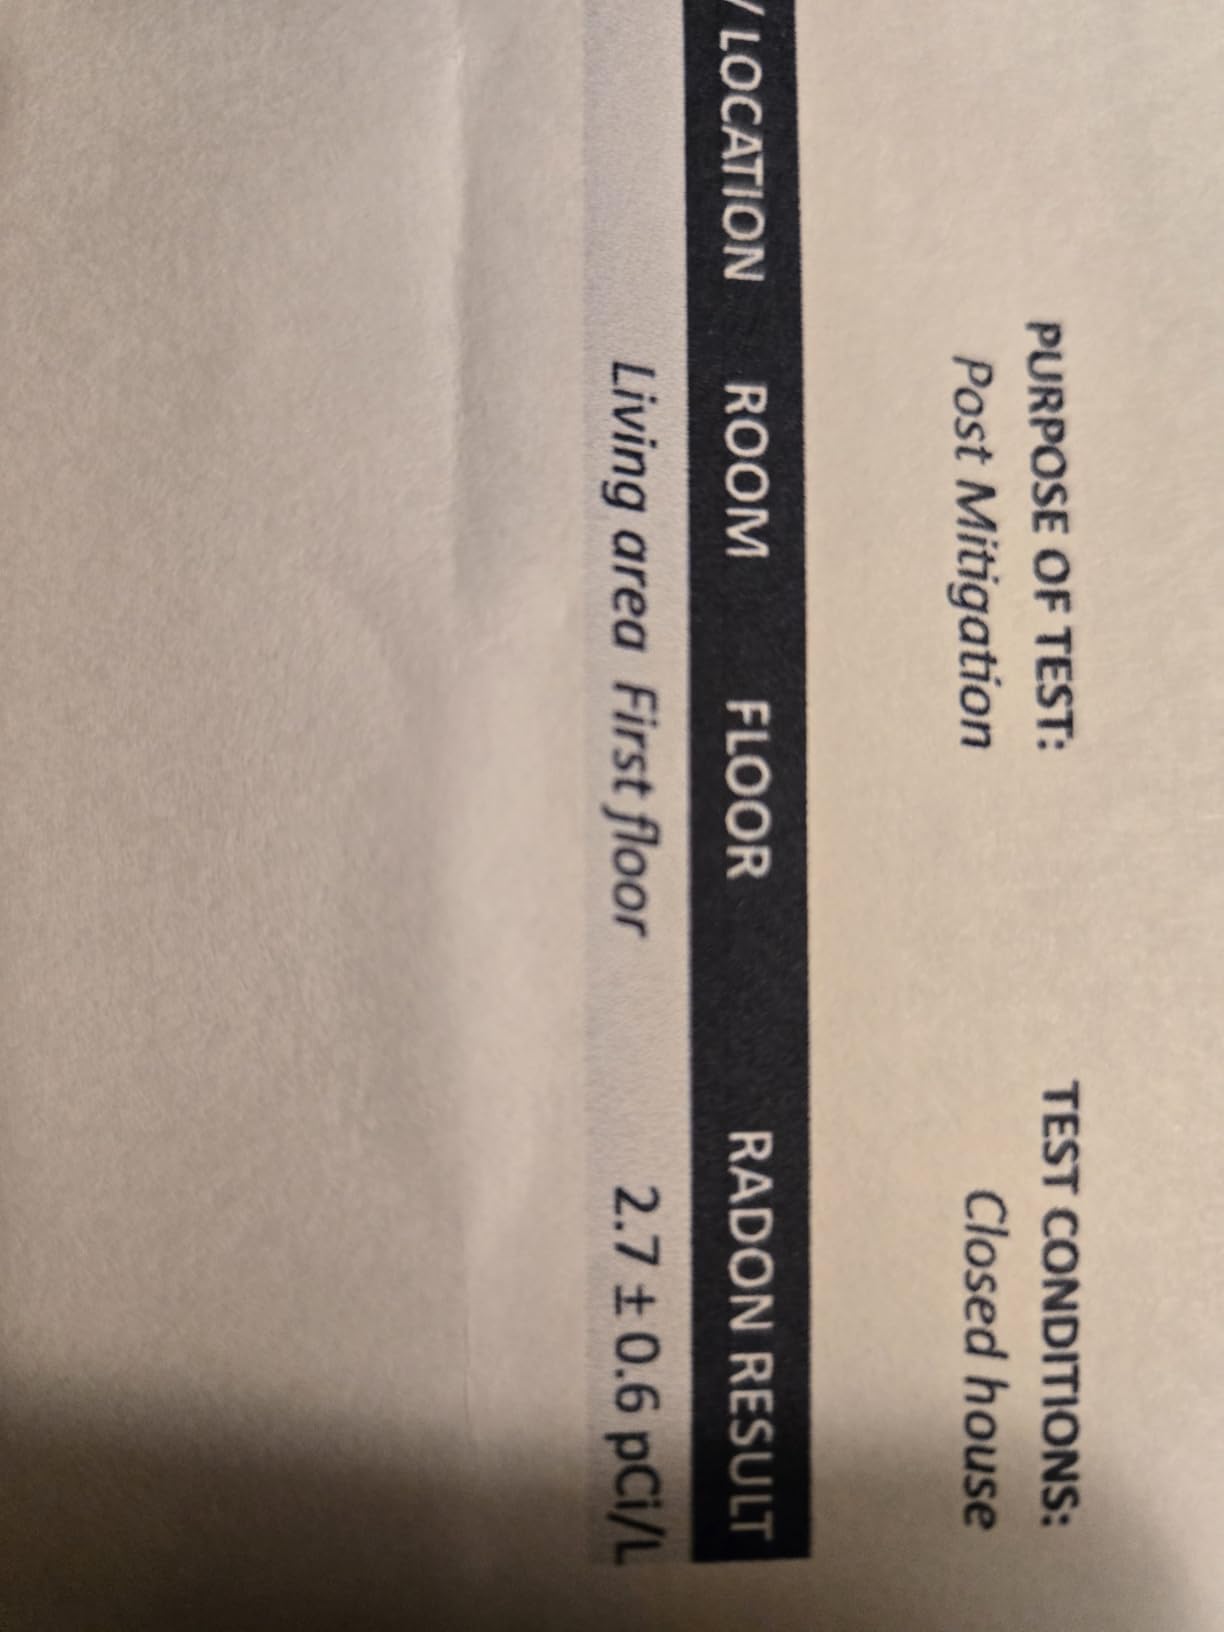 PURPOSE OF TEST: TEST CONDITIONS:
Post Mitigation Closed house
/ LOCATION ROOM FLOOR RADON RESULT
Living area First floor 2.7 ± 0.6 pCi/L